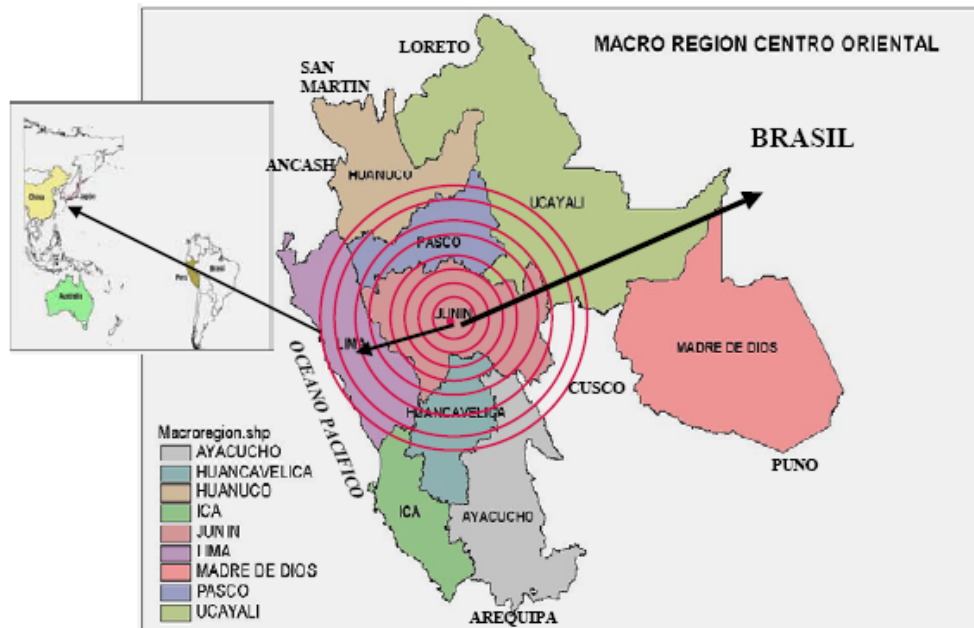 MACRO REGION CENTRO ORIENTAL
LORETO
SAN
MARTIN
ANCASH
HUANUCO
BRASIL
UCAYALI
PASCO
JUNIN
LIMA
MADRE DE DIOS
CUSCO
HUANCAVELICA
OCEANO PACIFICO
PUNO
ICA
AYACUCHO
AREQUIPA
China
Japon
Australia
Perú
Brasil
Macroregion.shp
AYACUCHO
HUANCAVELICA
HUANUCO
ICA
JUNIN
LIMA
MADRE DE DIOS
PASCO
UCAYALI